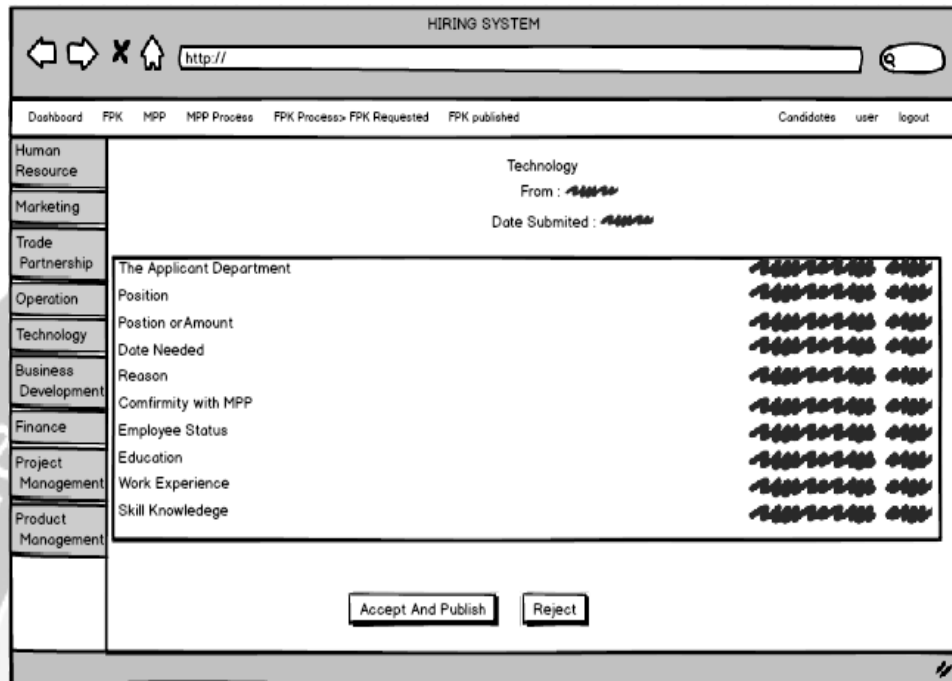 HIRING SYSTEM
http://
Dashboard FPK MPP MPP Process FPK Process> FPK Requested FPK published Candidates user logout
Human
Resource
Marketing
Trade
Partnership
Operation
Technology
Business
Development
Finance
Project
Management
Product
Management
Technology
From :
Date Submited :
The Applicant Department
Position
Postion orAmount
Date Needed
Reason
Comfirmity with MPP
Employee Status
Education
Work Experience
Skill Knowledege
Accept And Publish Reject